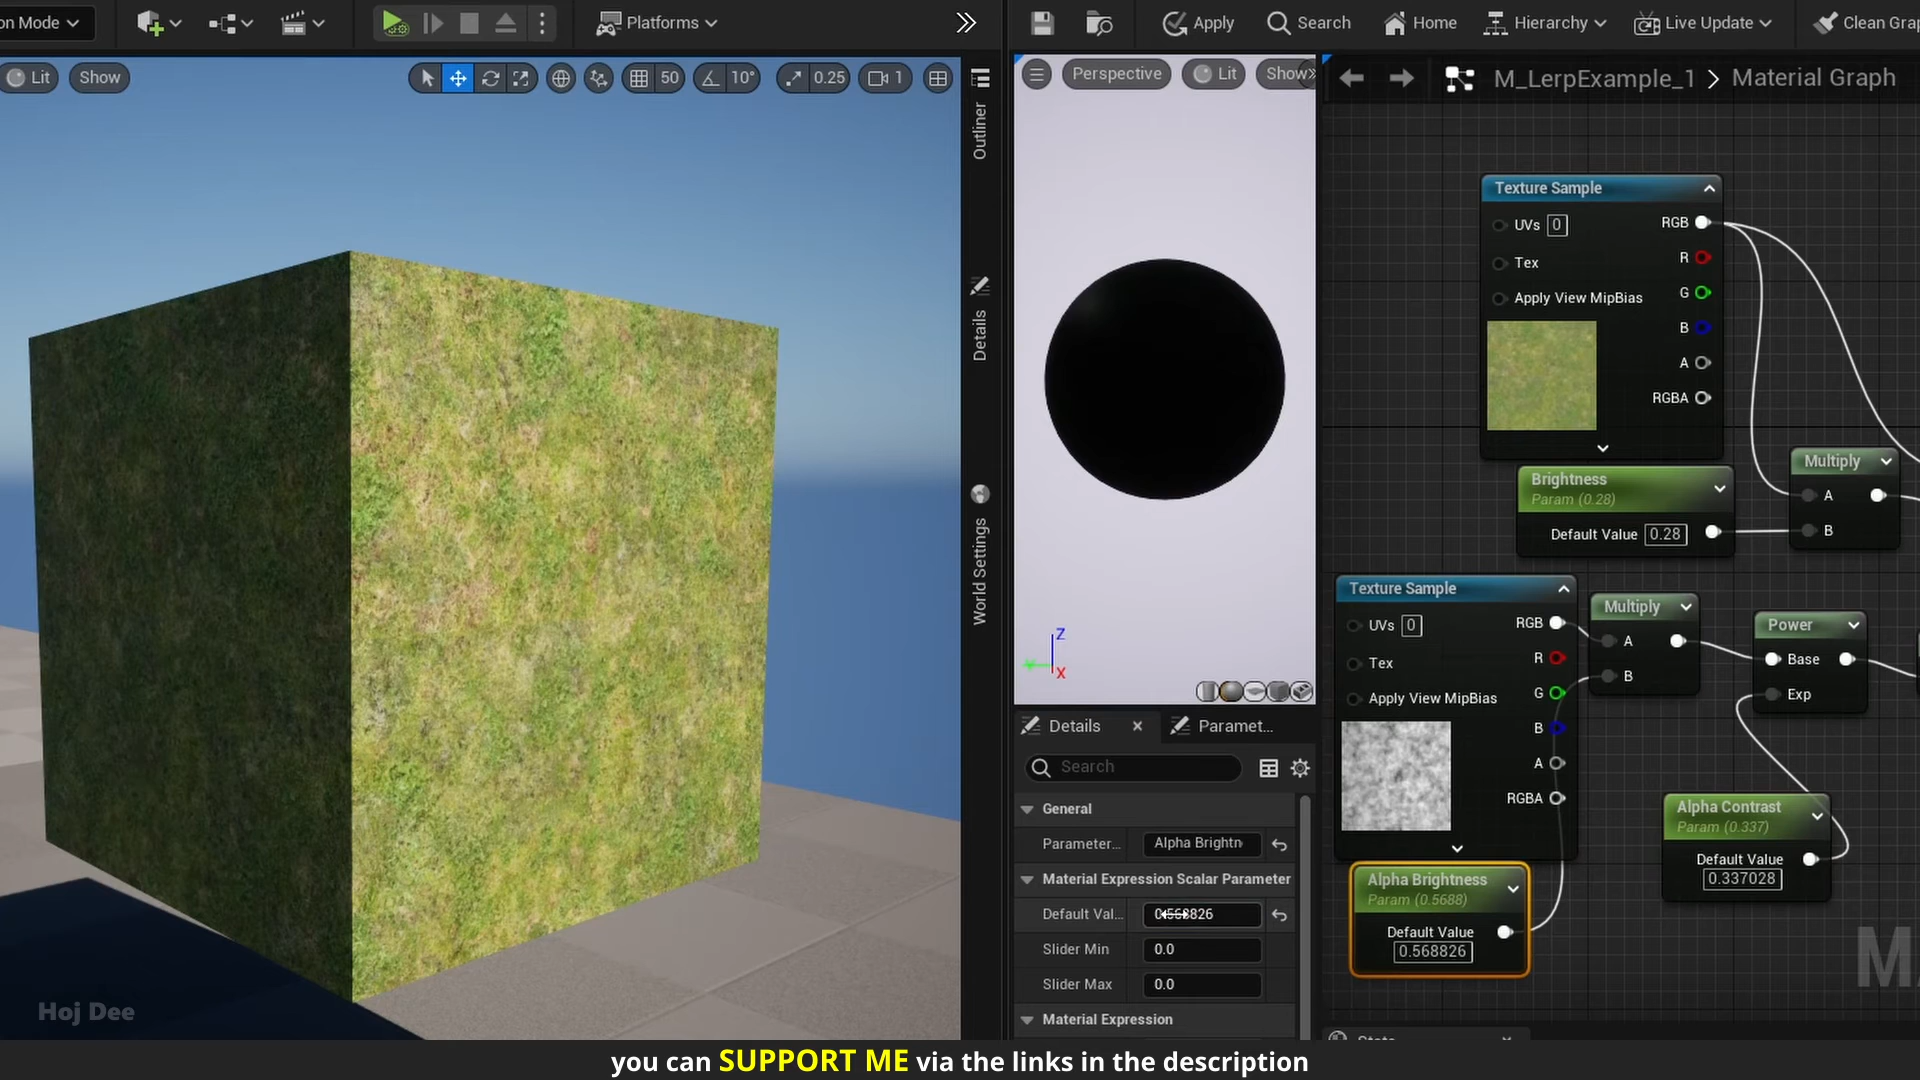 on Mode
Platforms
Apply
Search
Home
Hierarchy
Live Update
Clean Grap
Lit
Show
50
10°
0.25
1
Outliner
Details
World Settings
Perspective
Lit
Show
M_LerpExample_1 > Material Graph
Texture Sample
UVs 0
RGB
R
Tex
G
Apply View MipBias
B
A
RGBA
Multiply
A
B
Brightness
Param (0.28)
Default Value 0.28
Texture Sample
UVs 0
RGB
R
Tex
G
Apply View MipBias
B
A
RGBA
Multiply
A
B
Power
Base
Exp
Alpha Contrast
Param (0.337)
Default Value
0.337028
Alpha Brightness
Param (0.5688)
Default Value
0.568826
Z
X
Details
Paramet...
Search
General
Parameter...
Alpha Brightn
Material Expression Scalar Parameter
Default Val...
Slider Min
0.0
Slider Max
0.0
Material Expression
M
Hoj Dee
you can SUPPORT ME via the links in the description